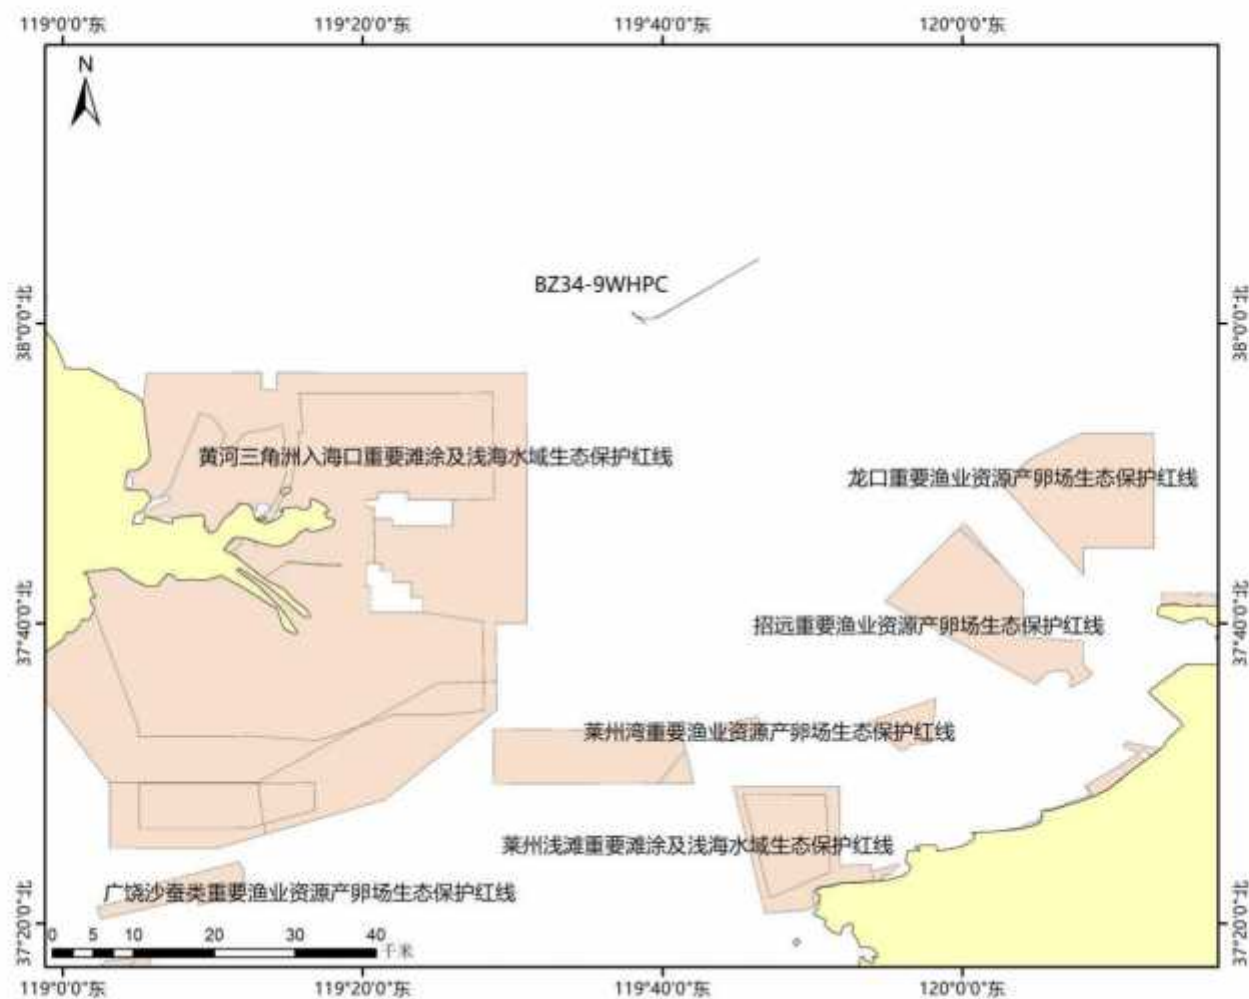 119°0'0"东 119°20'0"东 119°40'0"东 120°0'0"东
N
BZ34-9WHPC
38°0'0"北 38°0'0"北
黄河三角洲入海口重要滩涂及浅海水域生态保护红线
龙口重要渔业资源产卵场生态保护红线
37°40'0"北 37°40'0"北
招远重要渔业资源产卵场生态保护红线
莱州湾重要渔业资源产卵场生态保护红线
莱州浅滩重要滩涂及浅海水域生态保护红线
广饶沙蚕类重要渔业资源产卵场生态保护红线
37°20'0"北 37°20'0"北
0 5 10 20 30 40
千米
119°0'0"东 119°20'0"东 119°40'0"东 120°0'0"东